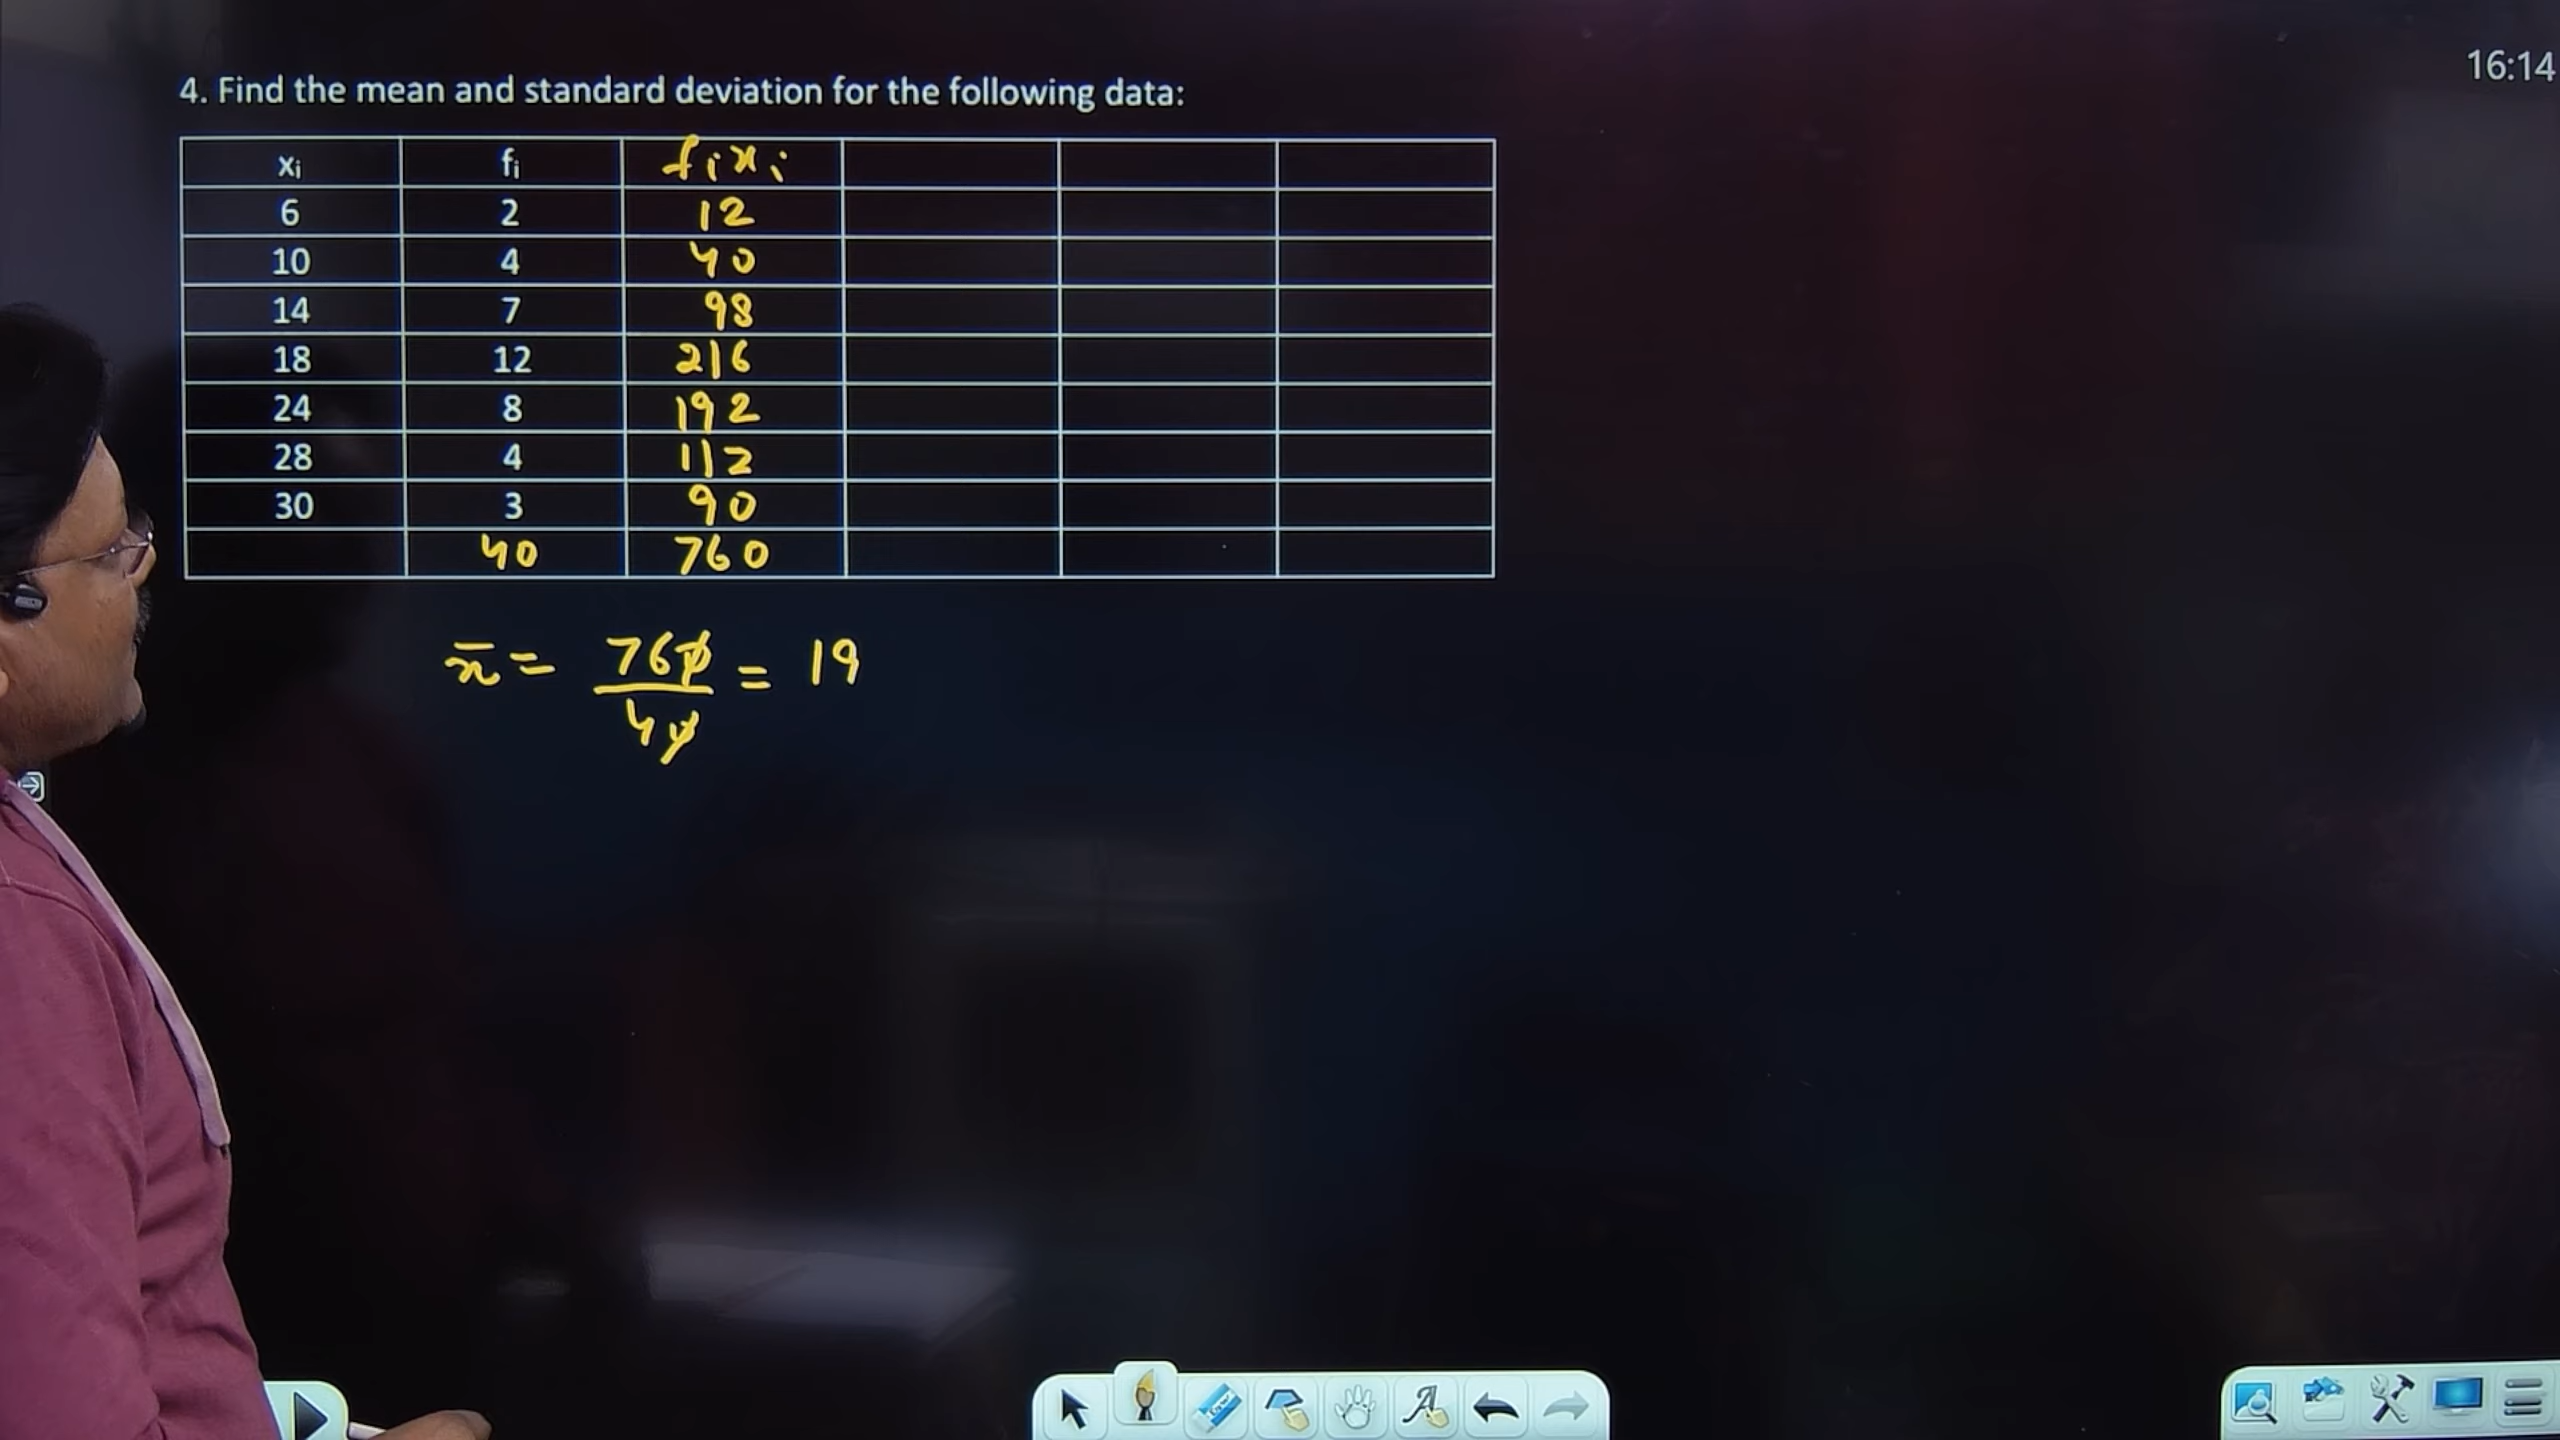 16:14
4. Find the mean and standard deviation for the following data:
xᵢ fᵢ fᵢxᵢ
6 2 12
10 4 40
14 7 98
18 12 216
24 8 192
28 4 112
30 3 90
40 760
x̄ = 760/40 = 19